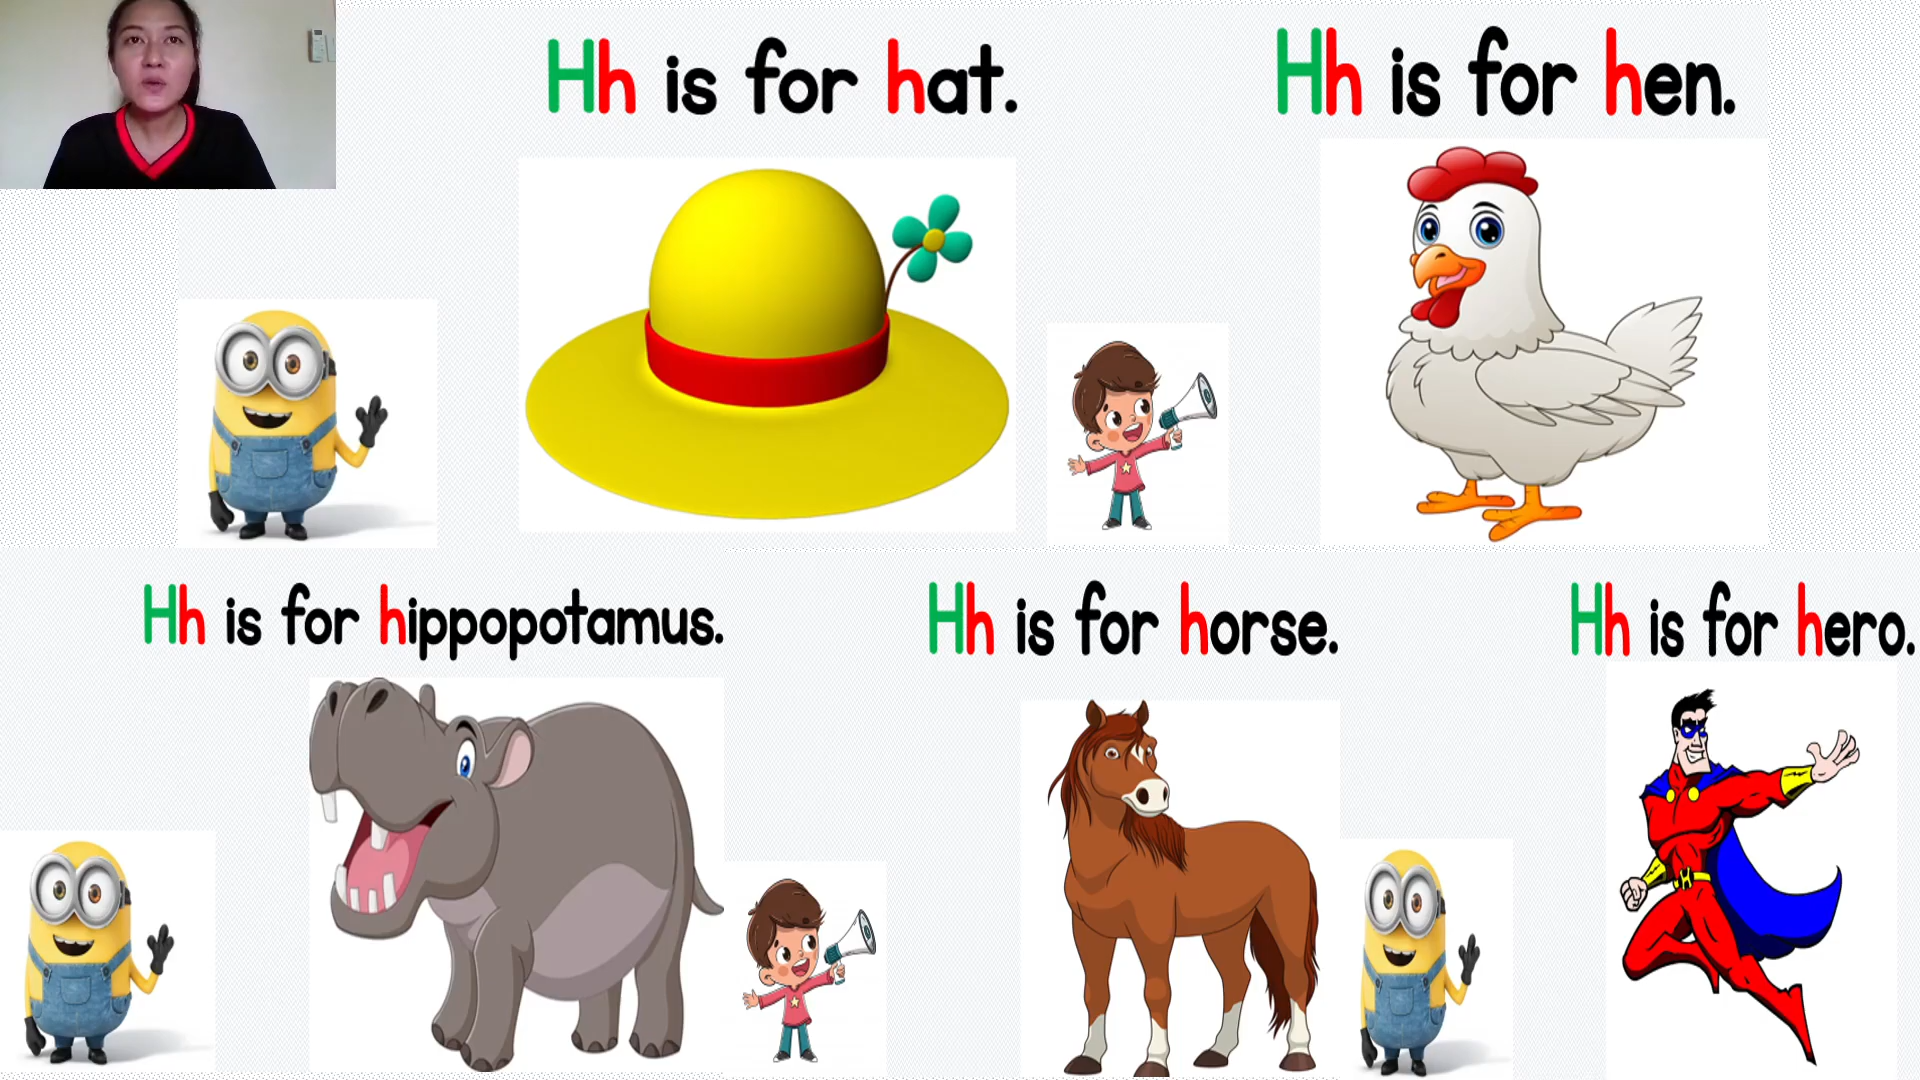 Hh is for hat.
Hh is for hen.
Hh is for hippopotamus.
Hh is for horse.
Hh is for hero.